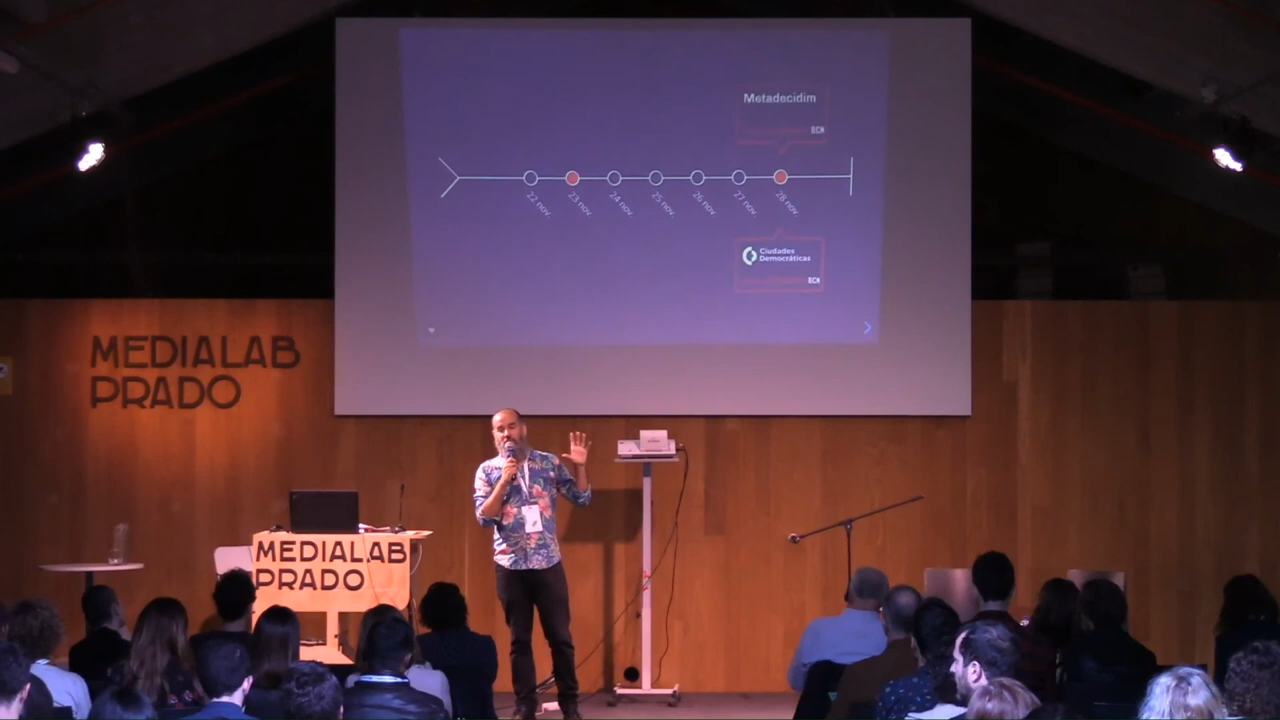 Metadecidim
BCN
22 nov
23 nov
24 nov
25 nov
26 nov
27 nov
28 nov
Ciudades
Democráticas
BCN
MEDIALAB
PRADO
MEDIALAB
PRADO